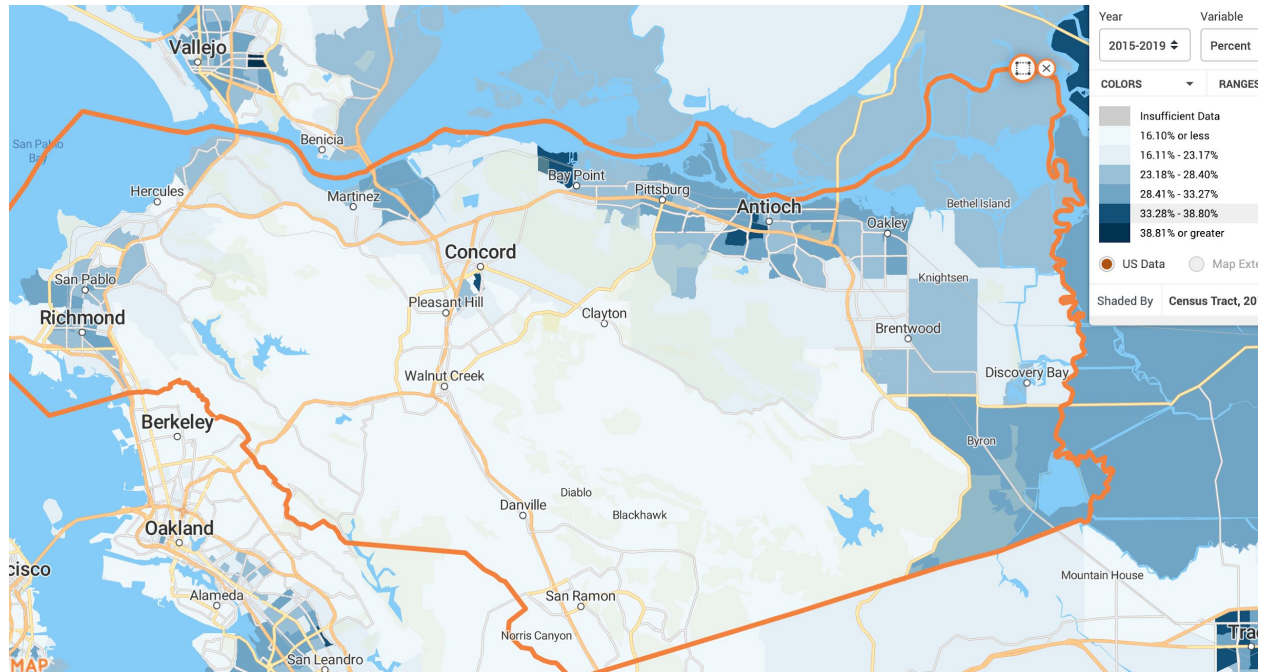 Vallejo
San Pablo
Bay
Benicia
Hercules
Martinez
Bay Point
Pittsburg
Antioch
Oakley
Bethel Island
San Pablo
Richmond
Concord
Pleasant Hill
Clayton
Knightsen
Brentwood
Walnut Creek
Discovery Bay
Berkeley
Byron
Diablo
Danville
Blackhawk
Oakland
cisco
Alameda
San Ramon
Mountain House
Norris Canyon
San Leandro
Trac
MAP
Year
Variable
2015-2019
Percent
COLORS
RANGES
Insufficient Data
16.10% or less
16.11% - 23.17%
23.18% - 28.40%
28.41% - 33.27%
33.28% - 38.80%
38.81% or greater
US Data
Map Exte
Shaded By
Census Tract, 20